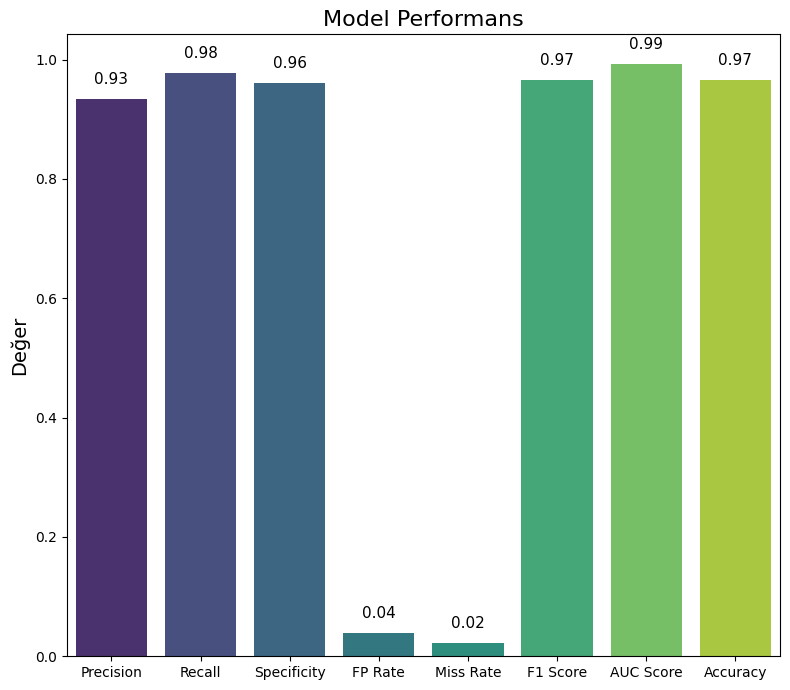 Model Performans
Değer
1.0
0.8
0.6
0.4
0.2
0.0
0.93
0.98
0.96
0.04
0.02
0.97
0.99
0.97
Precision
Recall
Specificity
FP Rate
Miss Rate
F1 Score
AUC Score
Accuracy